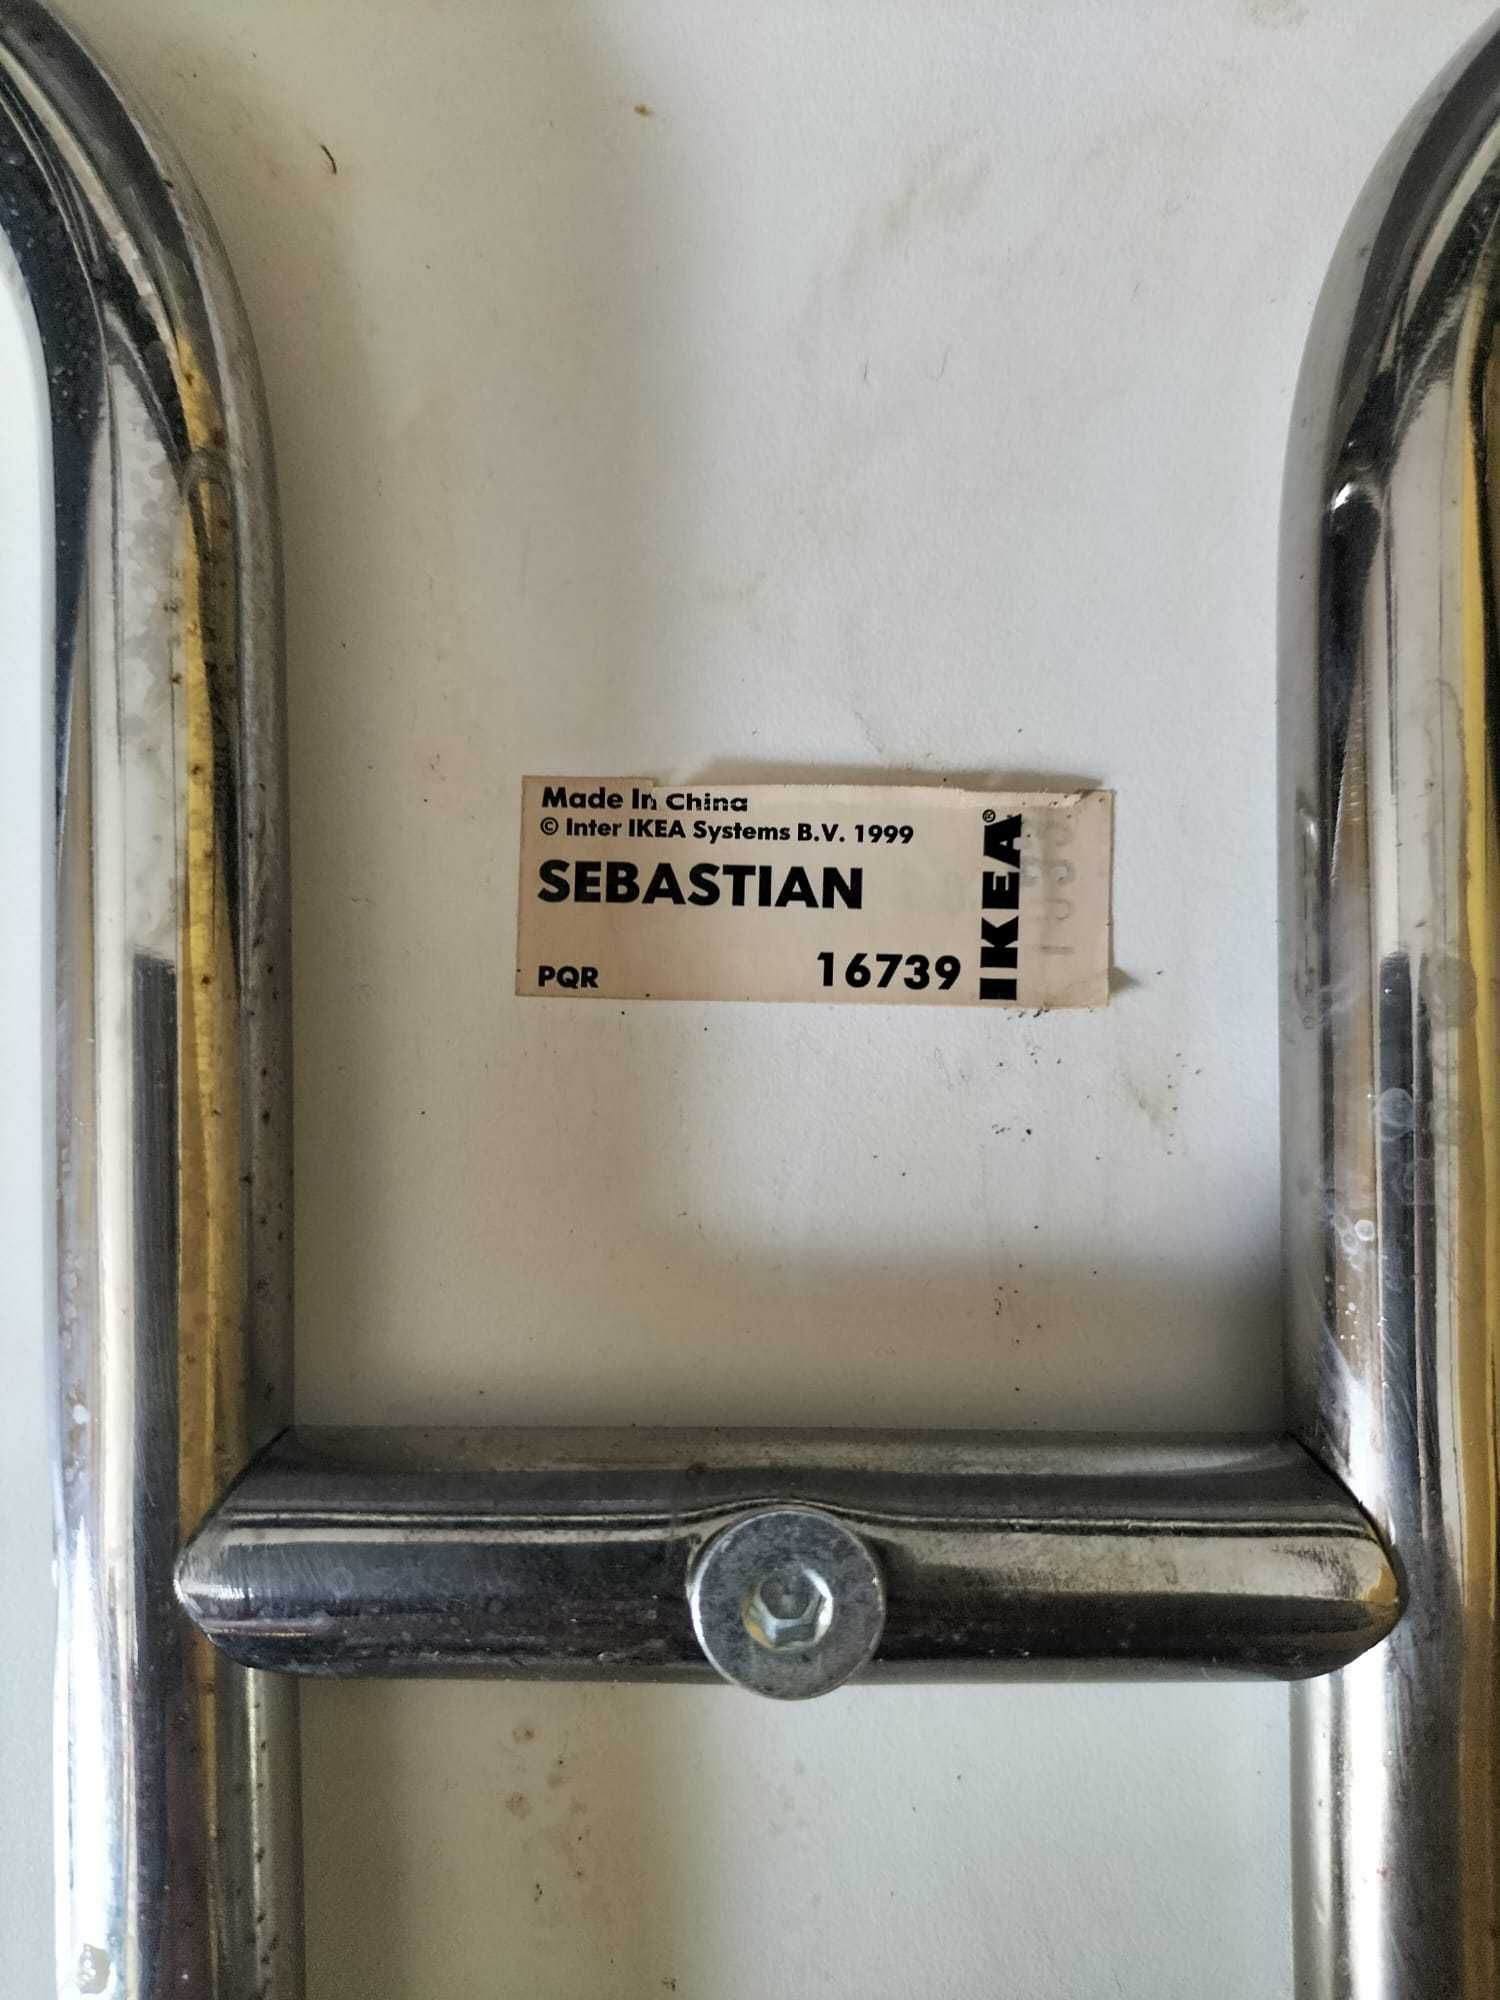 Made In China
© Inter IKEA Systems B.V. 1999
SEBASTIAN
PQR
16739
IKEA®